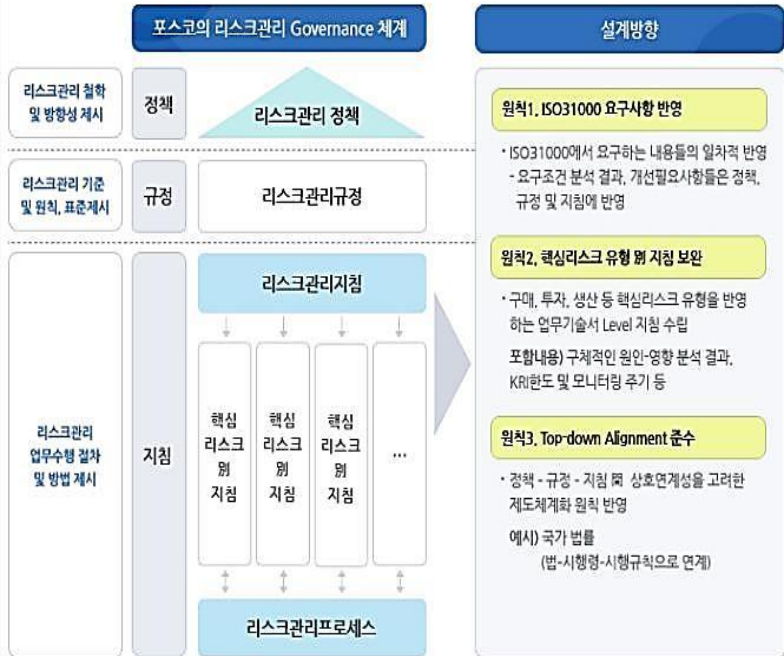 포스코의 리스크관리 Governance 체계
설계방향
리스크관리 철학
및 방향성 제시
정책
리스크관리 정책
리스크관리 기준
및 원칙, 표준제시
규정
리스크관리규정
리스크관리
업무수행 절차
및 방법 제시
지침
리스크관리지침
핵심
리스크
別
지침
핵심
리스크
別
지침
핵심
리스크
別
지침
...
리스크관리프로세스
원칙1. ISO31000 요구사항 반영
• ISO31000에서 요구하는 내용들의 일차적 반영
- 요구조건 분석 결과, 개선필요사항들은 정책,
규정 및 지침에 반영
원칙2. 핵심리스크 유형 別 지침 보완
• 구매, 투자, 생산 등 핵심리스크 유형을 반영
하는 업무기술서 Level 지침 수립
포함내용) 구체적인 원인-영향 분석 결과,
KRI한도 및 모니터링 주기 등
원칙3. Top-down Alignment 준수
• 정책 - 규정 - 지침 間 상호연계성을 고려한
제도체계화 원칙 반영
예시) 국가 법률
(법-시행령-시행규칙으로 연계)